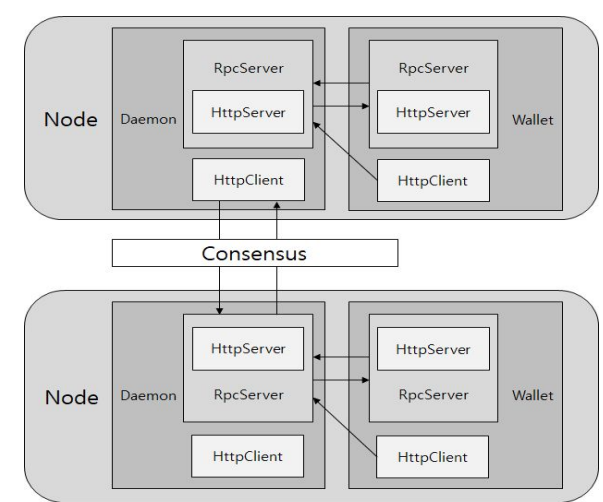 RpcServer
RpcServer
Node
Daemon
HttpServer
HttpServer
Wallet
HttpClient
HttpClient
Consensus
HttpServer
HttpServer
Node
Daemon
RpcServer
RpcServer
Wallet
HttpClient
HttpClient